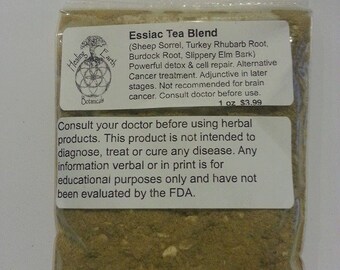 Healing Earth
Botanicals
Essiac Tea Blend
(Sheep Sorrel, Turkey Rhubarb Root,
Burdock Root, Slippery Elm Bark)
Powerful detox & cell repair. Alternative
Cancer treatment. Adjunctive in later
stages. Not recommended for brain
cancer. Consult doctor before use.
1 oz $3.99
Consult your doctor before using herbal
products. This product is not intended to
diagnose, treat or cure any disease. Any
information verbal or in print is for
educational purposes only and have not
been evaluated by the FDA.